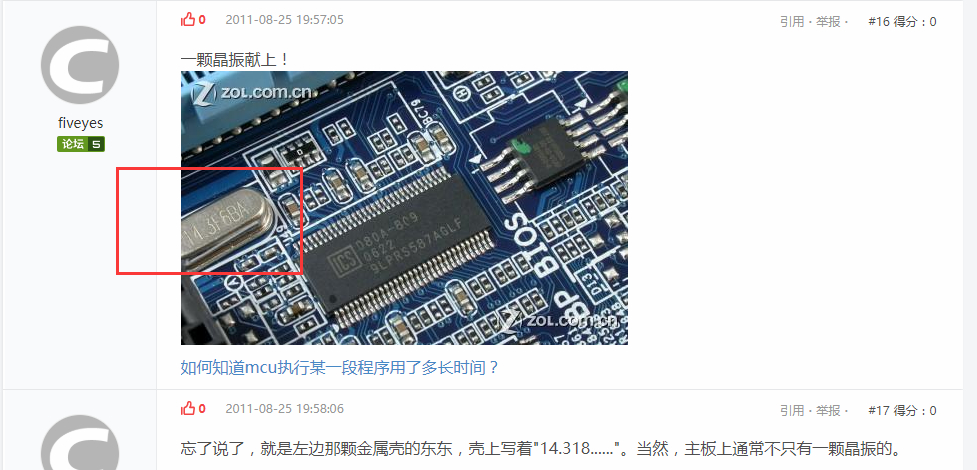 0 2011-08-25 19:57:05 引用 · 举报 · #16 得分：0
fiveyes
论坛 5
一颗晶振献上！
ZOL.COM.CN
BC79
14.3F6BA
ICS
080A-BC9
0622
9LPRS587AGLF
BIOS
BP
ZOL.COM.CN
如何知道mcu执行某一段程序用了多长时间？
0 2011-08-25 19:58:06 引用 · 举报 · #17 得分：0
忘了说了，就是左边那颗金属壳的东东，壳上写着"14.318......"。当然，主板上通常不只有一颗晶振的。